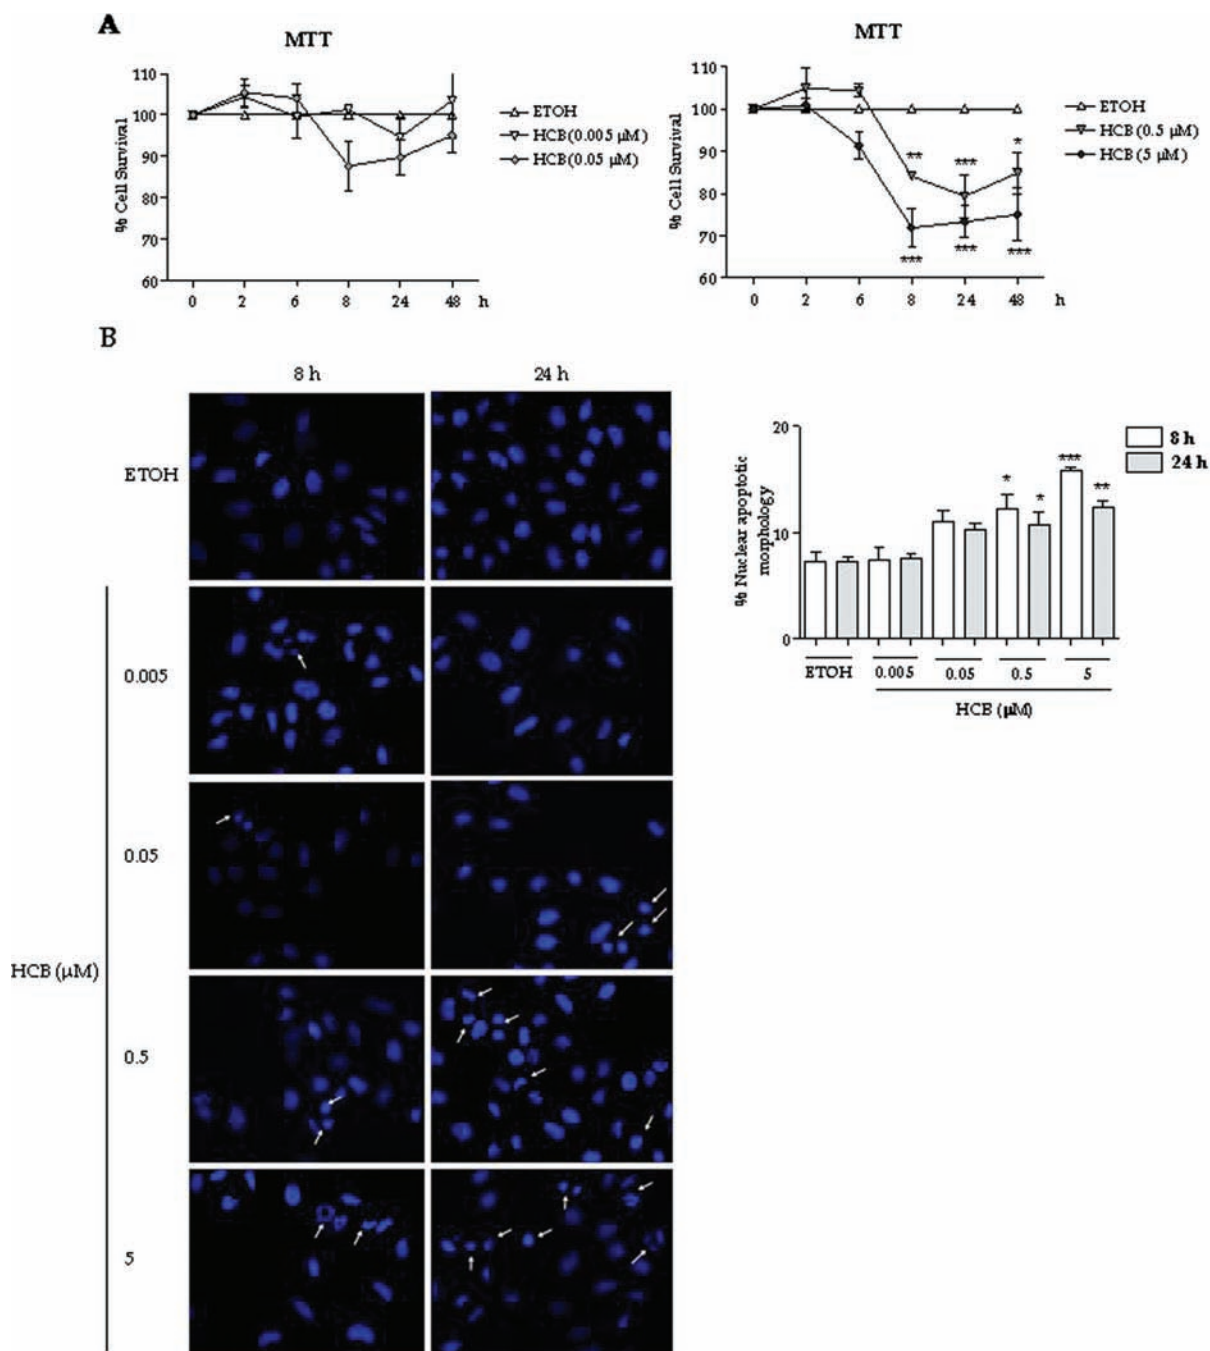 A
MTT
% Cell Survival
110
100
90
80
70
60
0 2 6 8 24 48 h
ETOH
HCB (0.005 μM)
HCB (0.05 μM)
MTT
% Cell Survival
110
100
90
80
70
60
** *** *
*** *** ***
0 2 6 8 24 48 h
ETOH
HCB (0.5 μM)
HCB (5 μM)
B
8 h 24 h
ETOH
0.005
0.05
HCB (μM)
0.5
5
% Nuclear apoptotic
morphology
20
10
0
* * *** **
8 h
24 h
ETOH 0.005 0.05 0.5 5
HCB (μM)